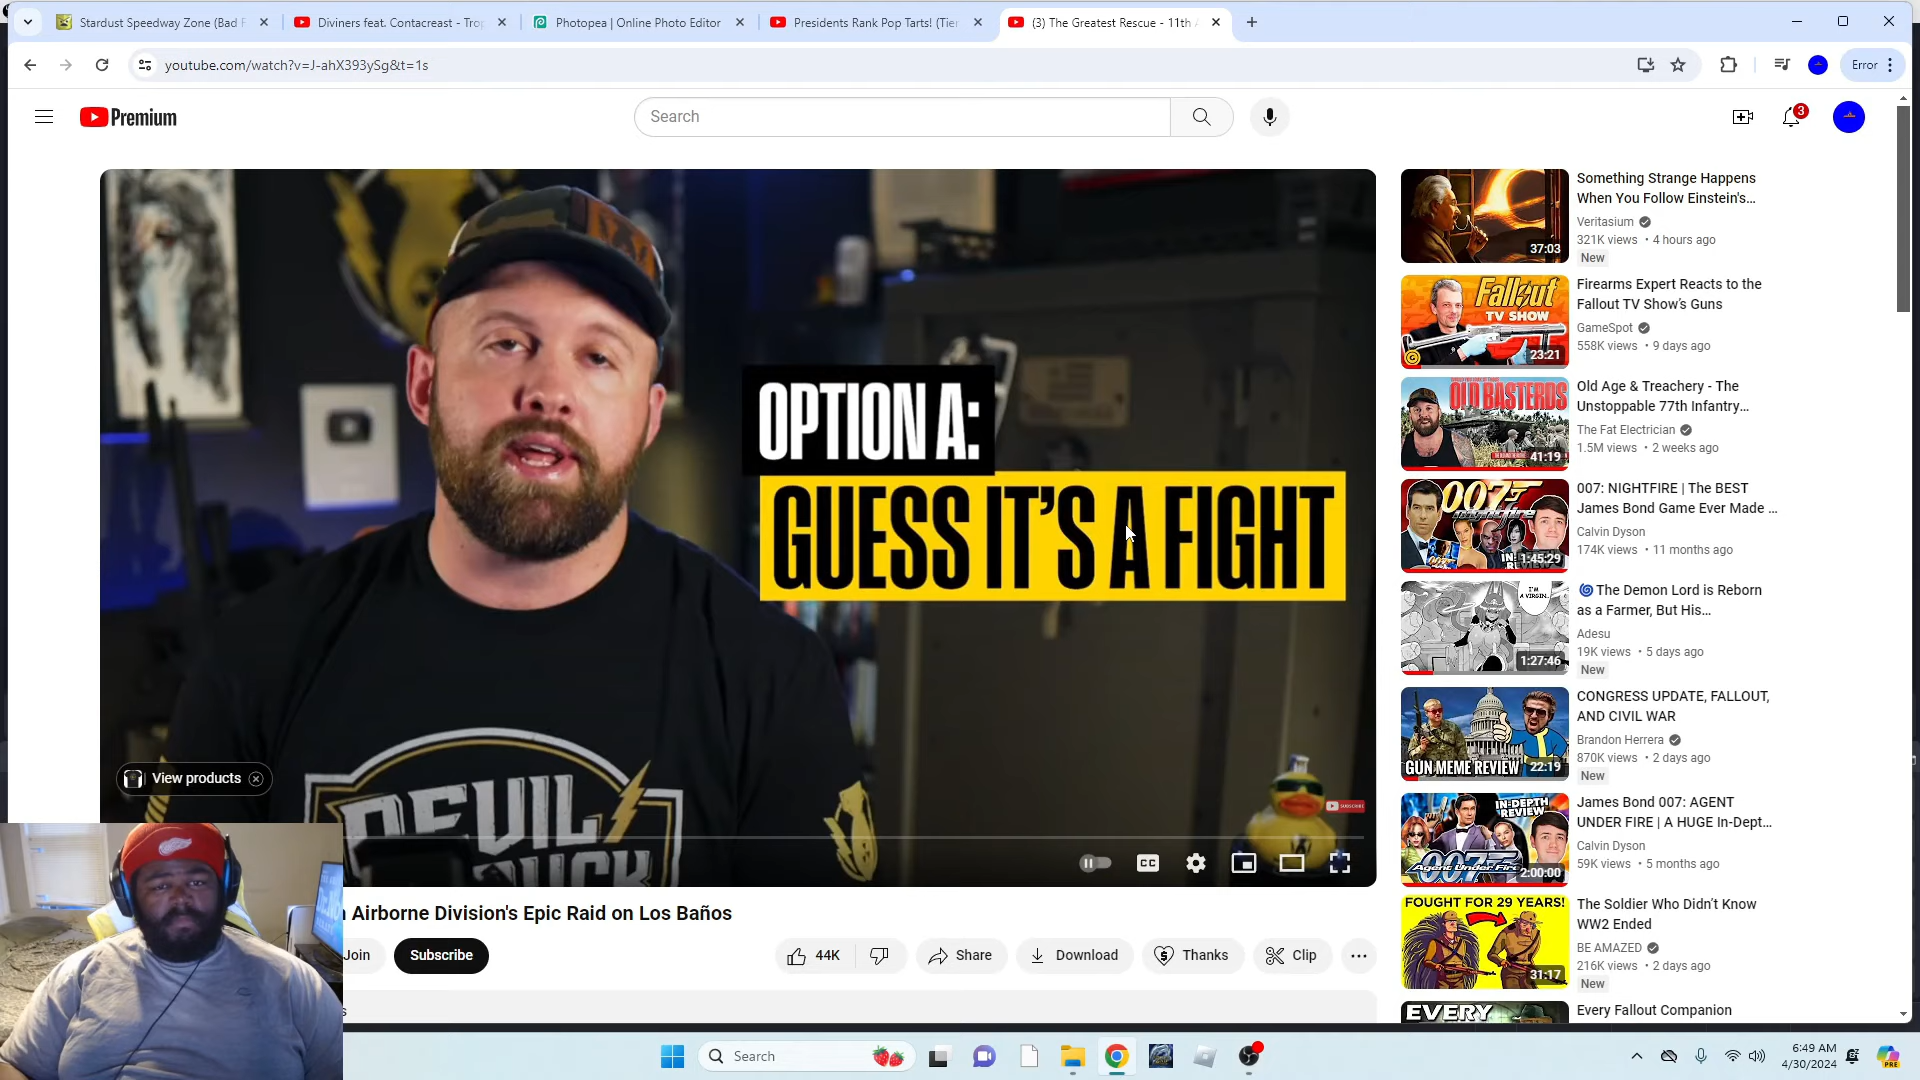 Stardust Speedway Zone (Bad F
Diviners feat. Contacreast - Trop
Photopea | Online Photo Editor
Presidents Rank Pop Tarts! (Tier
(3) The Greatest Rescue - 11th A
youtube.com/watch?v=J-ahX393ySg&t=1s
Error
Premium
Search
3
OPTION A:
GUESS IT'S A FIGHT
DEVIL
DUCK
View products
SUBSCRIBE
CC
Airborne Division's Epic Raid on Los Baños
Join
Subscribe
44K
Share
Download
Thanks
Clip
Something Strange Happens
When You Follow Einstein's…
Veritasium
321K views • 4 hours ago
New
37:03
Firearms Expert Reacts to the
Fallout TV Show's Guns
GameSpot
558K views • 9 days ago
Fallout
TV SHOW
23:21
Old Age & Treachery - The
Unstoppable 77th Infantry…
The Fat Electrician
1.5M views • 2 weeks ago
OLD BASTERDS
41:19
007: NIGHTFIRE | The BEST
James Bond Game Ever Made …
Calvin Dyson
174K views • 11 months ago
007
1:45:29
🌀The Demon Lord is Reborn
as a Farmer, But His…
Adesu
19K views • 5 days ago
New
I'M
A VIRGIN..
1:27:46
CONGRESS UPDATE, FALLOUT,
AND CIVIL WAR
Brandon Herrera
870K views • 2 days ago
New
GUN MEME REVIEW
22:19
James Bond 007: AGENT
UNDER FIRE | A HUGE In-Dept…
Calvin Dyson
59K views • 5 months ago
IN-DEPTH
REVIEW
007
Agent Under Fire
2:00:00
The Soldier Who Didn't Know
WW2 Ended
BE AMAZED
216K views • 2 days ago
New
FOUGHT FOR 29 YEARS!
31:17
Every Fallout Companion
EVERY
Search
6:49 AM
4/30/2024
PRE